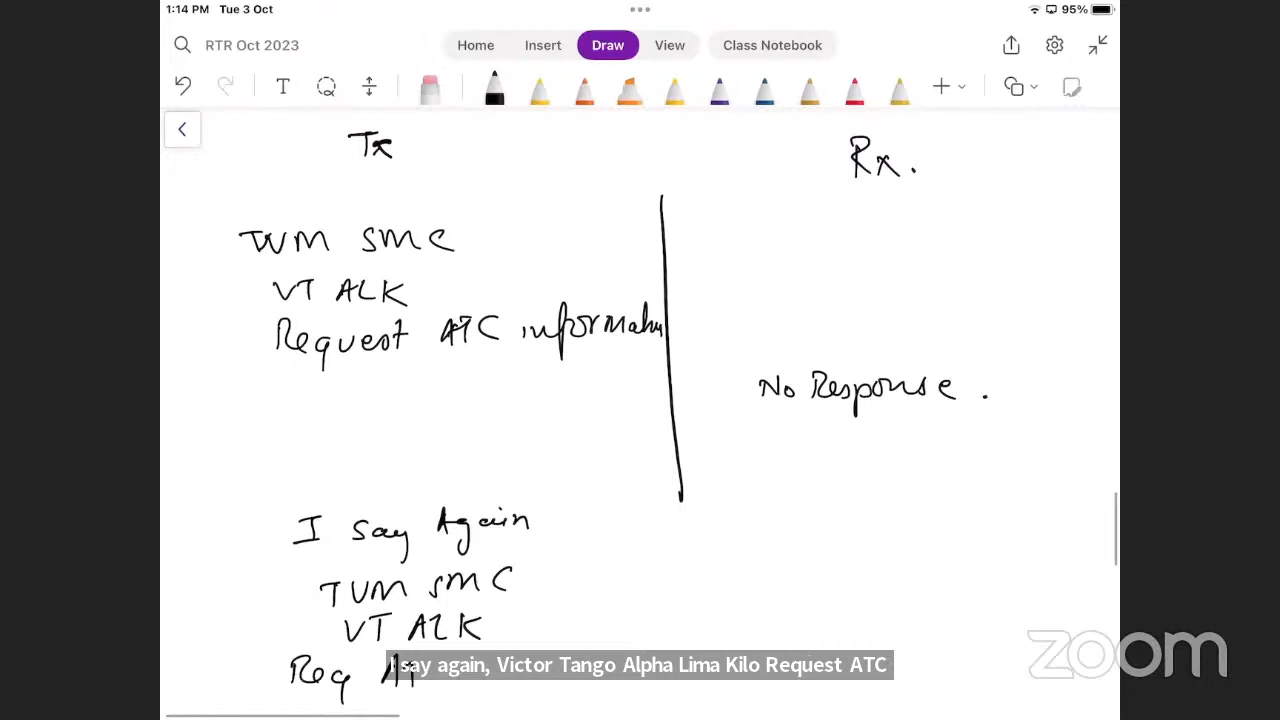 1:14 PM Tue 3 Oct
95%
RTR Oct 2023
Home Insert Draw View Class Notebook
T
Tx
Rx.
TVM SMC
VT ALK
Request ATC information
No Response.
I say Again
TVM SMC
VT ALK
Req AT
I say again, Victor Tango Alpha Lima Kilo Request ATC
zoom